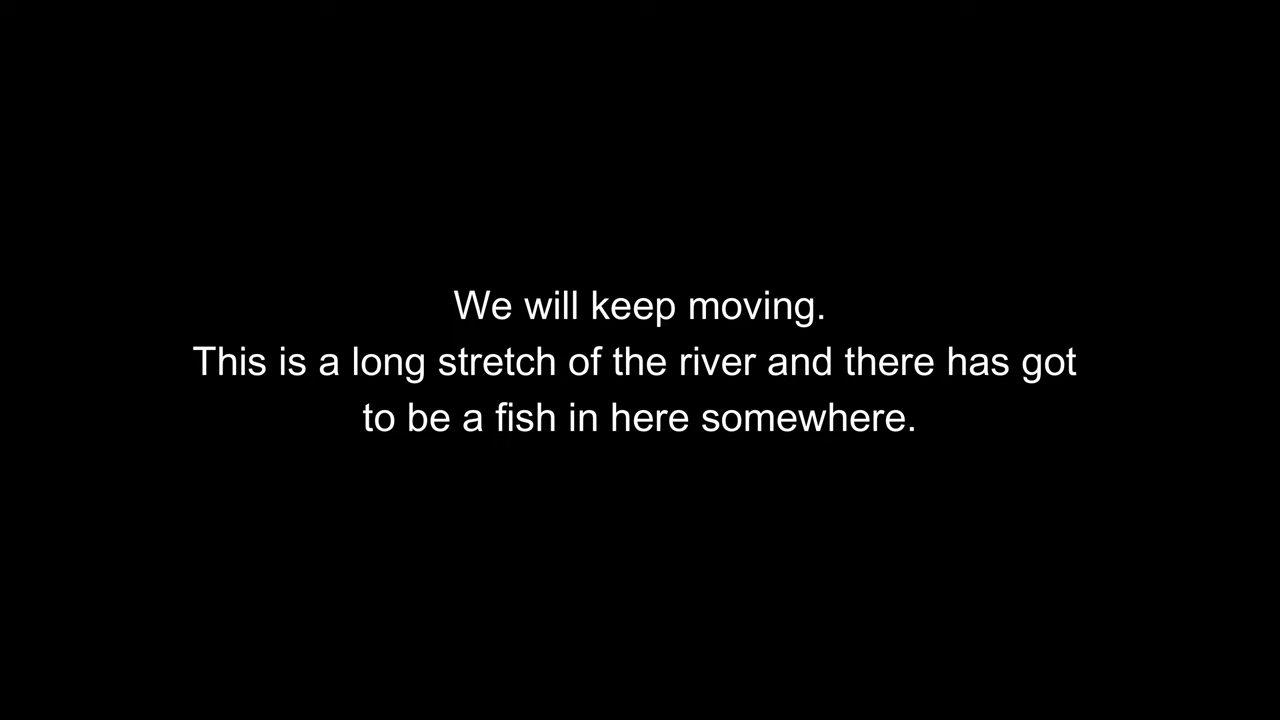 We will keep moving.
This is a long stretch of the river and there has got
to be a fish in here somewhere.